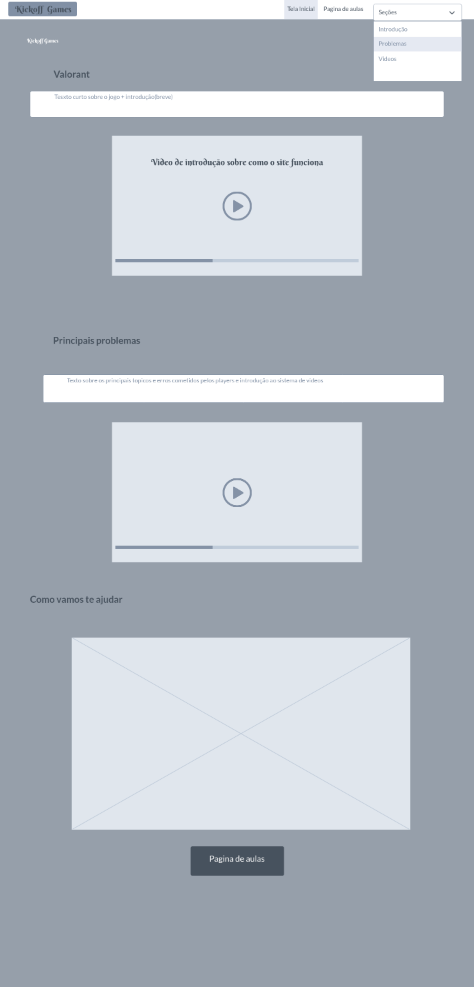 Kickoff Games
Tela Inicial
Pagina de aulas
Seções
Introdução
Problemas
Videos
Kickoff Games
Valorant
Texto curto sobre o jogo + introdução(breve)
Video de introdução sobre como o site funciona
Principais problemas
Texto sobre os principais topicos e erros cometidos pelos players e introdução ao sistema de videos
Como vamos te ajudar
Pagina de aulas